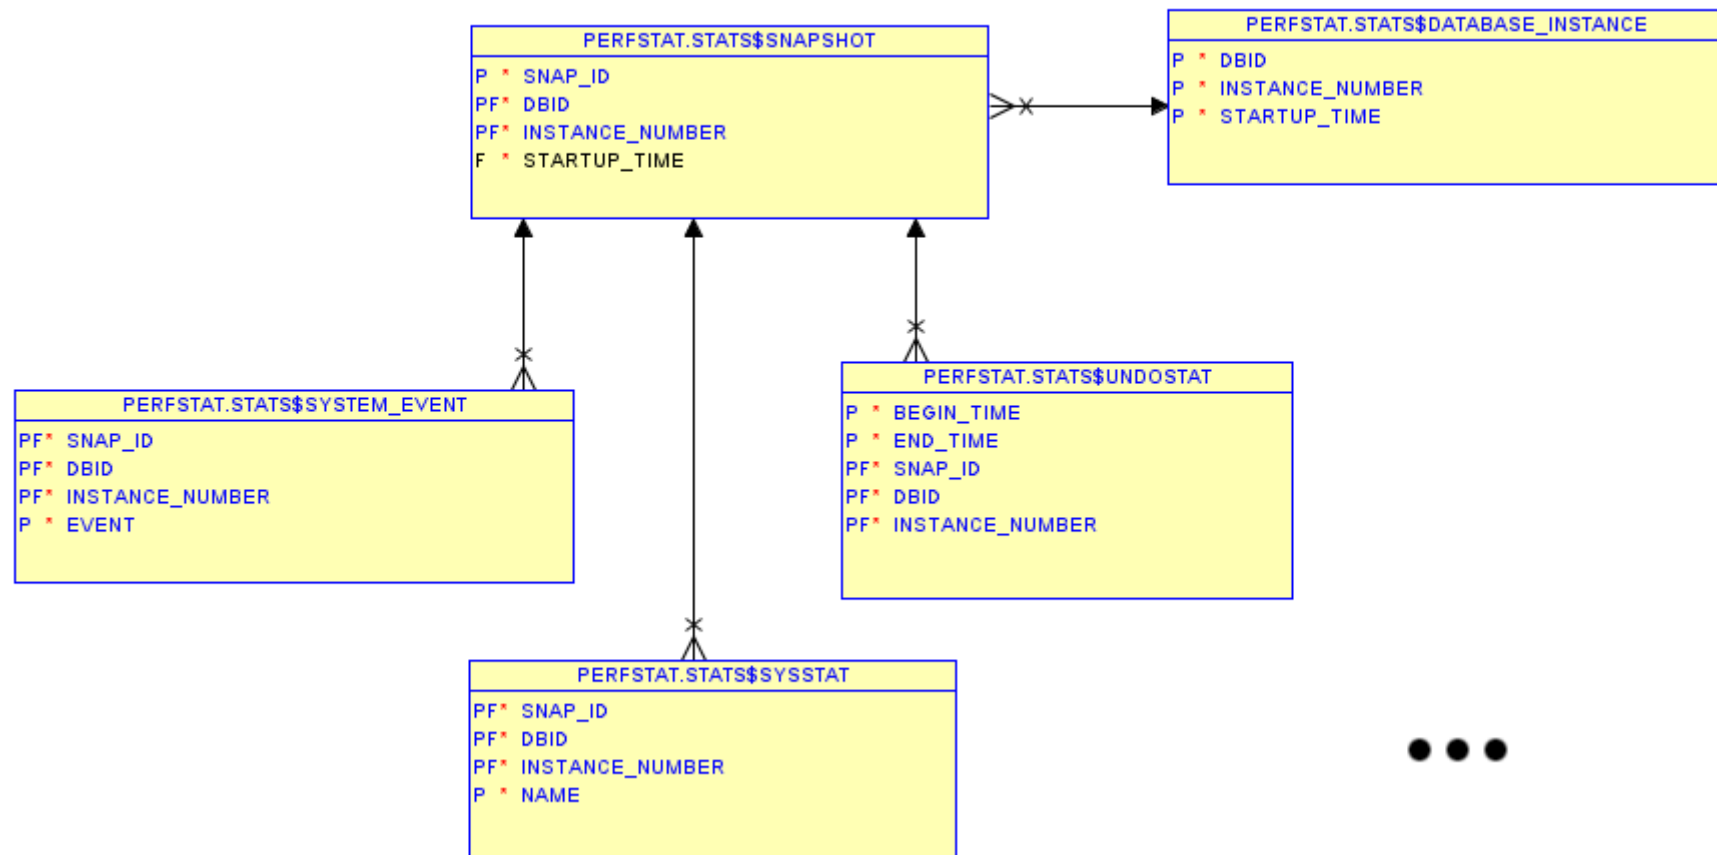 PERFSTAT.STATS$SNAPSHOT
P * SNAP_ID
PF* DBID
PF* INSTANCE_NUMBER
F * STARTUP_TIME
PERFSTAT.STATS$DATABASE_INSTANCE
P * DBID
P * INSTANCE_NUMBER
P * STARTUP_TIME
PERFSTAT.STATS$SYSTEM_EVENT
PF* SNAP_ID
PF* DBID
PF* INSTANCE_NUMBER
P * EVENT
PERFSTAT.STATS$UNDOSTAT
P * BEGIN_TIME
P * END_TIME
PF* SNAP_ID
PF* DBID
PF* INSTANCE_NUMBER
PERFSTAT.STATS$SYSSTAT
PF* SNAP_ID
PF* DBID
PF* INSTANCE_NUMBER
P * NAME